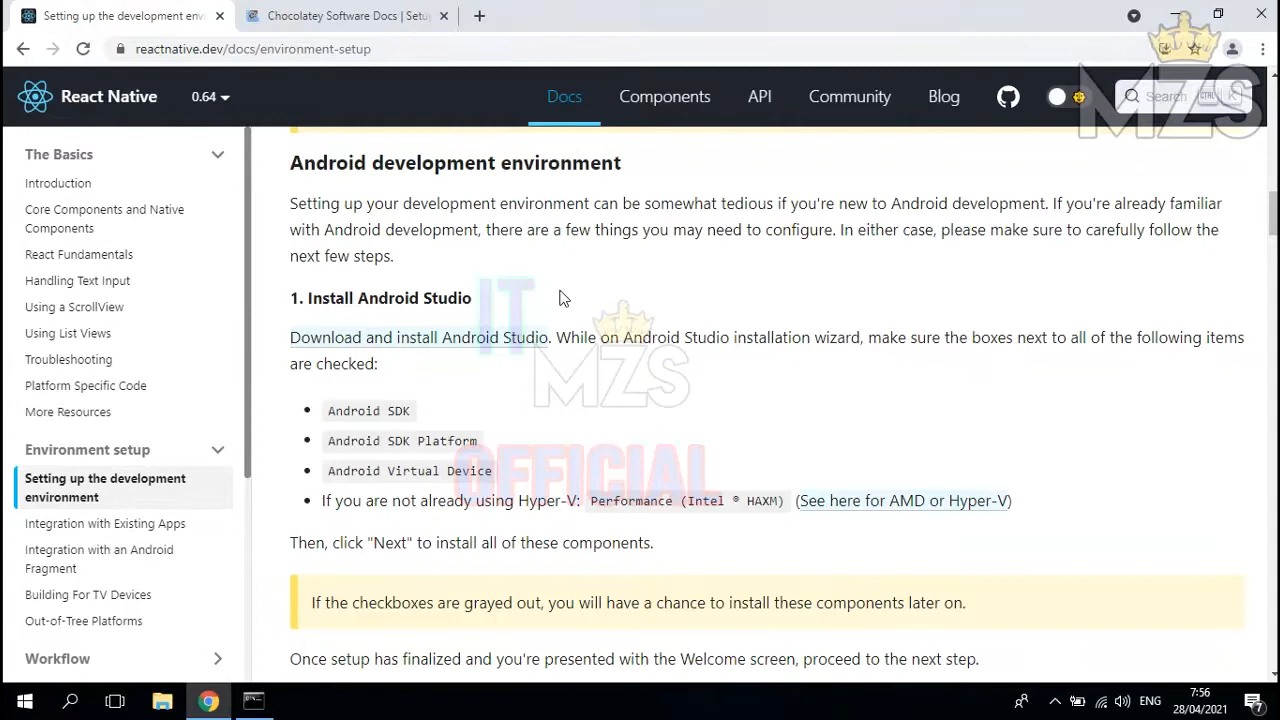 Setting up the development env
Chocolatey Software Docs | Setup
reactnative.dev/docs/environment-setup
React Native
0.64
Docs
Components
API
Community
Blog
Search
CTRL
K
MZS
The Basics
Introduction
Core Components and Native
Components
React Fundamentals
Handling Text Input
Using a ScrollView
Using List Views
Troubleshooting
Platform Specific Code
More Resources
Environment setup
Setting up the development
environment
Integration with Existing Apps
Integration with an Android
Fragment
Building For TV Devices
Out-of-Tree Platforms
Workflow
Android development environment
Setting up your development environment can be somewhat tedious if you're new to Android development. If you're already familiar
with Android development, there are a few things you may need to configure. In either case, please make sure to carefully follow the
next few steps.
1. Install Android Studio
Download and install Android Studio. While on Android Studio installation wizard, make sure the boxes next to all of the following items
are checked:
Android SDK
Android SDK Platform
Android Virtual Device
If you are not already using Hyper-V: Performance (Intel ® HAXM) (See here for AMD or Hyper-V)
Then, click "Next" to install all of these components.
If the checkboxes are grayed out, you will have a chance to install these components later on.
Once setup has finalized and you're presented with the Welcome screen, proceed to the next step.
IT
MZS
OFFICIAL
ENG
7:56
28/04/2021
7